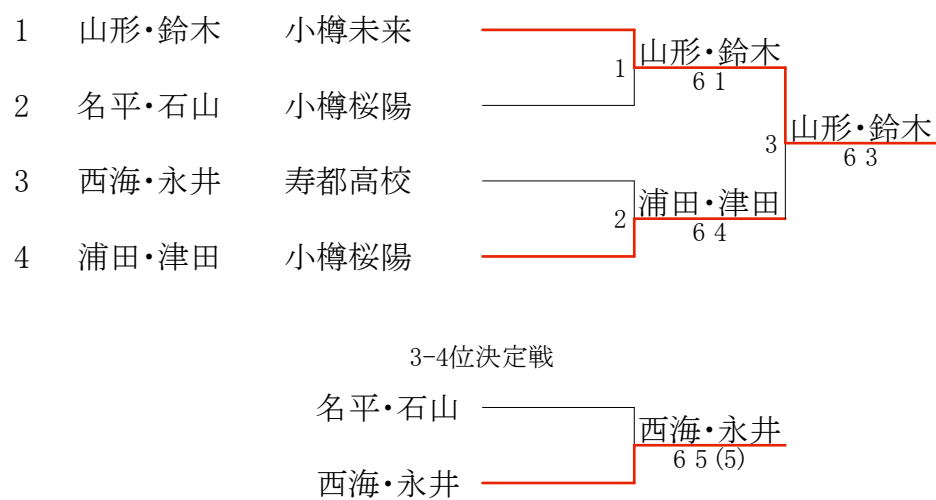 1 山形・鈴木 小樽未来
1 山形・鈴木
6 1
2 名平・石山 小樽桜陽
3 山形・鈴木
6 3
3 西海・永井 寿都高校
2 浦田・津田
6 4
4 浦田・津田 小樽桜陽
3-4位決定戦
名平・石山
西海・永井
6 5(5)
西海・永井